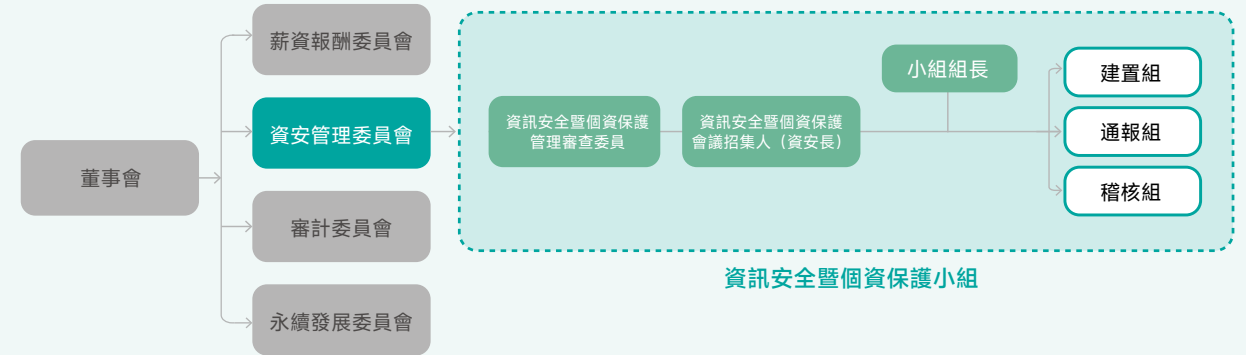 董事會
薪資報酬委員會
資安管理委員會
審計委員會
永續發展委員會
資訊安全暨個資保護
管理審查委員
資訊安全暨個資保護
會議招集人（資安長）
小組組長
建置組
通報組
稽核組
資訊安全暨個資保護小組